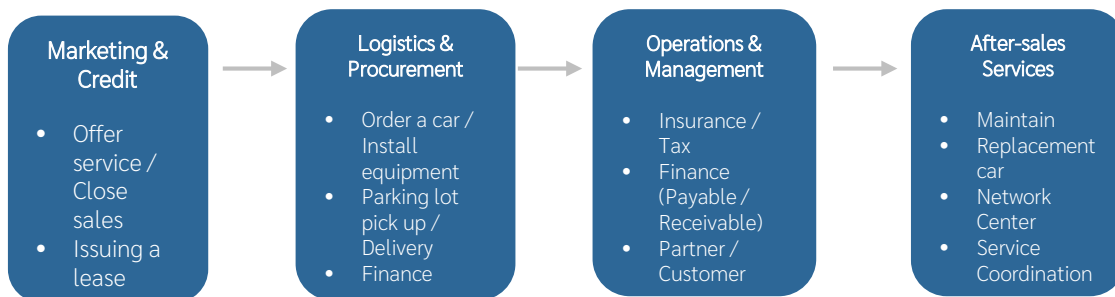 Marketing &
Credit
• Offer
service /
Close
sales
• Issuing a
lease
Logistics &
Procurement
• Order a car /
Install
equipment
• Parking lot
pick up /
Delivery
• Finance
Operations &
Management
• Insurance /
Tax
• Finance
(Payable /
Receivable)
• Partner /
Customer
After-sales
Services
• Maintain
• Replacement
car
• Network
Center
• Service
Coordination